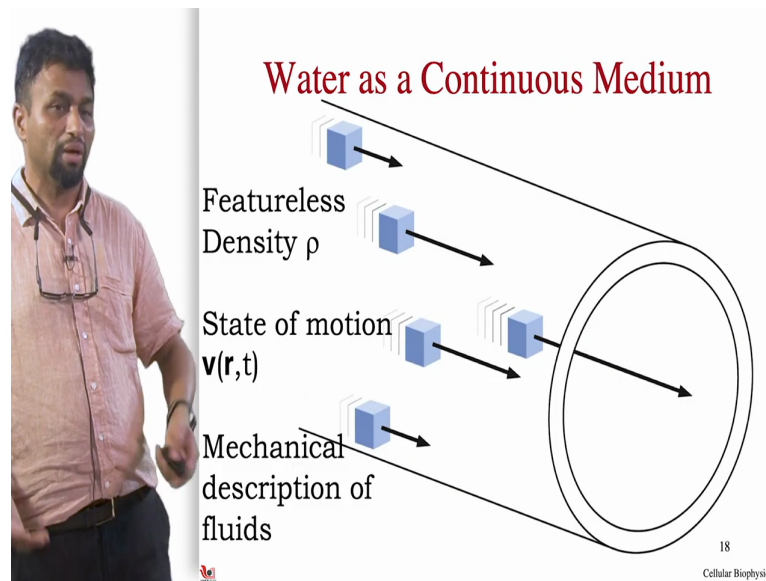 Water as a Continuous Medium
Featureless
Density ρ
State of motion
v(r,t)
Mechanical
description of
fluids
18
Cellular Biophysi